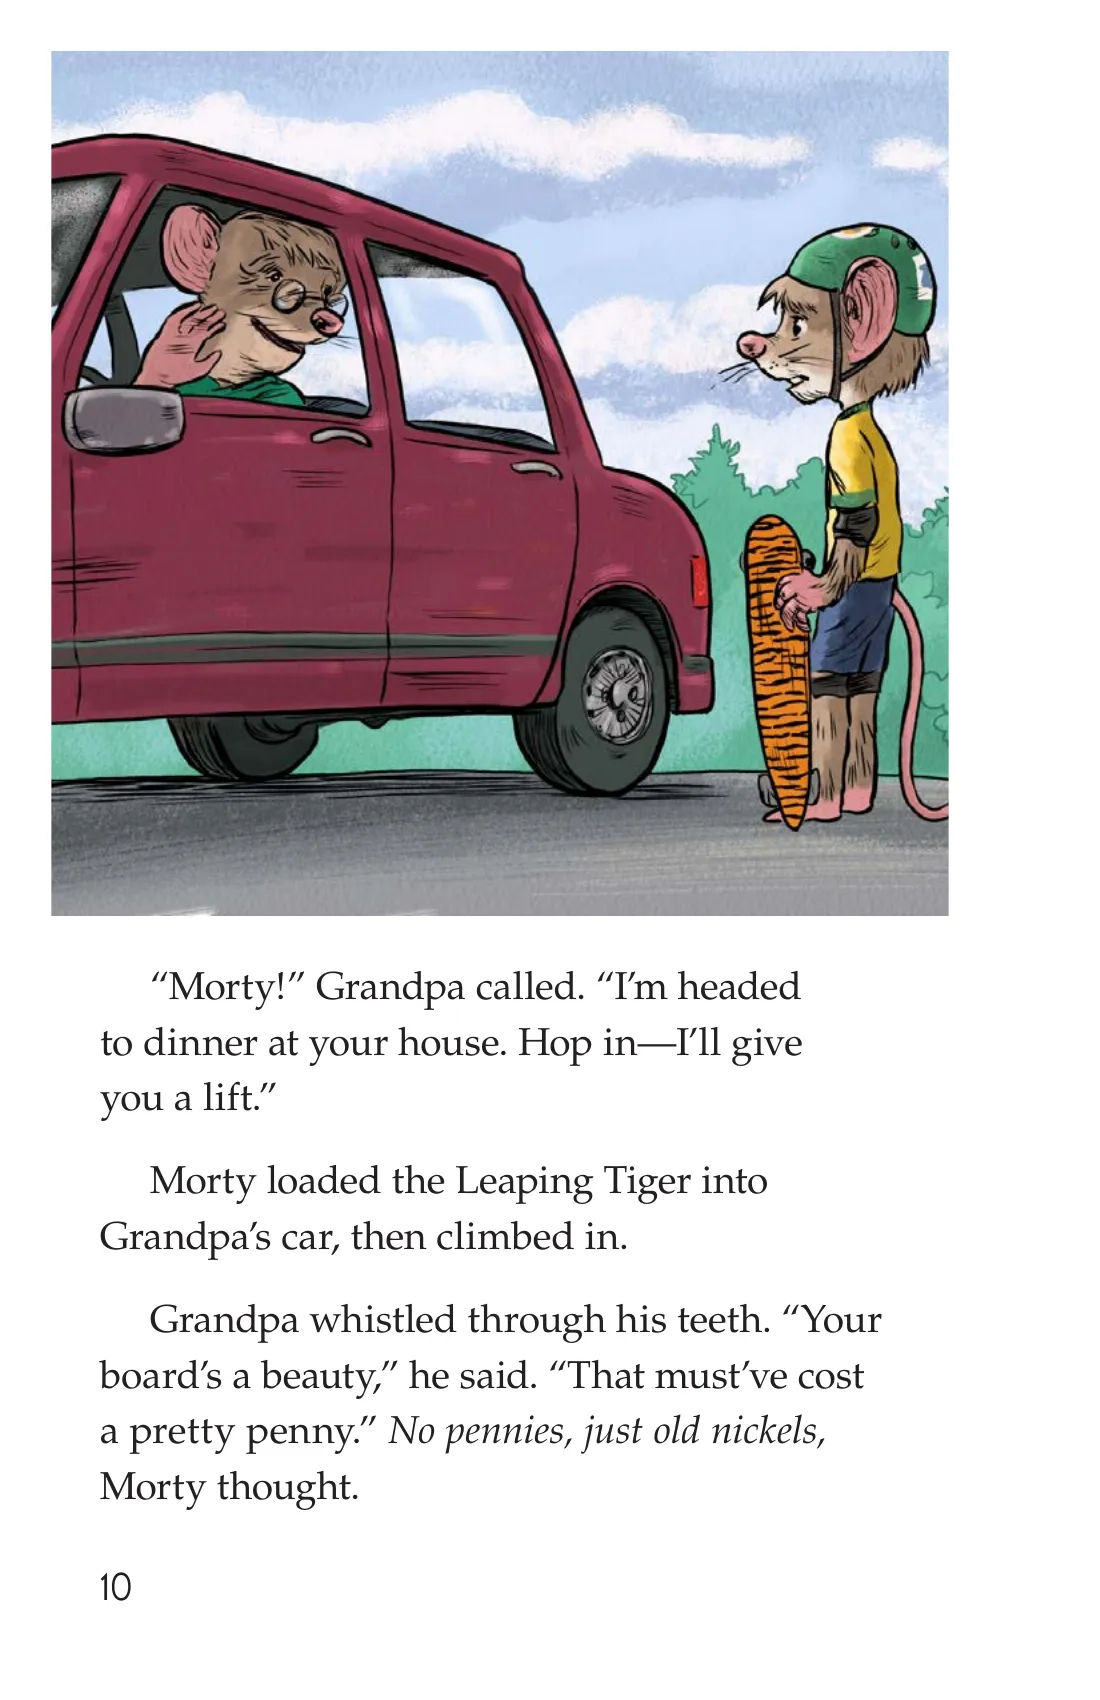 “Morty!” Grandpa called. “I’m headed
to dinner at your house. Hop in—I’ll give
you a lift.”
Morty loaded the Leaping Tiger into
Grandpa’s car, then climbed in.
Grandpa whistled through his teeth. “Your
board’s a beauty,” he said. “That must’ve cost
a pretty penny.” No pennies, just old nickels,
Morty thought.
10